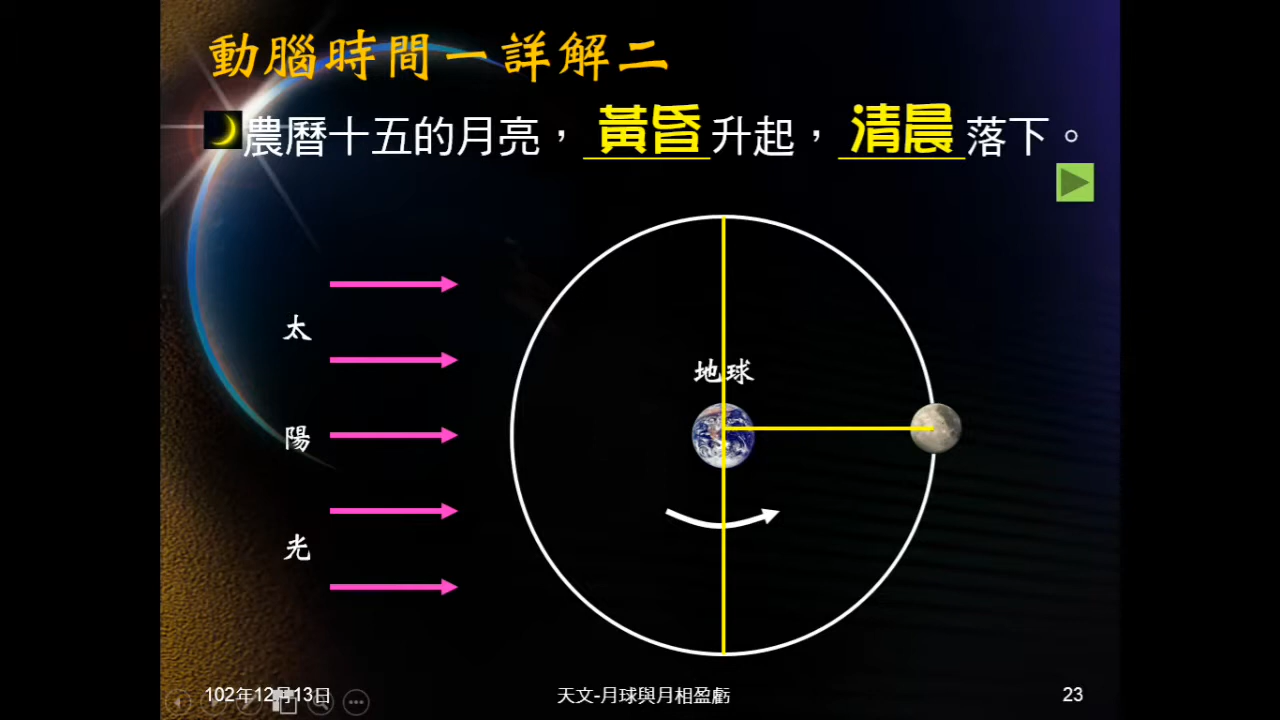 動腦時間一詳解二
農曆十五的月亮，黃昏升起，清晨落下。
地球
太
陽
光
102年12月13日
天文-月球與月相盈虧
23